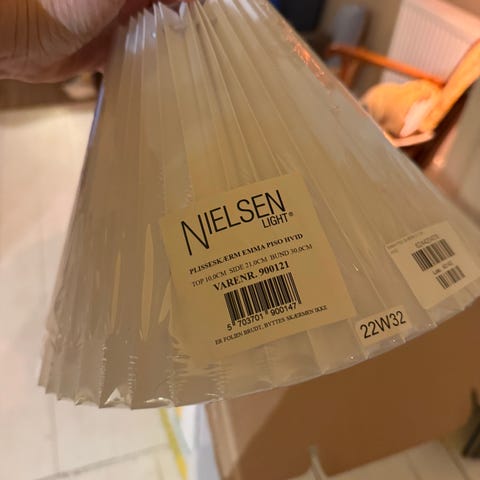 NIELSEN
LIGHT®
PLISSESKÆRM EMMA PISO HVID
TOP 10,0CM SIDE 21,0CM BUND 30,0CM
VARENR. 900121
5 703701 900147
ER FOLIEN BRUDT, BYTTES SKÆRMEN IKKE
22W32